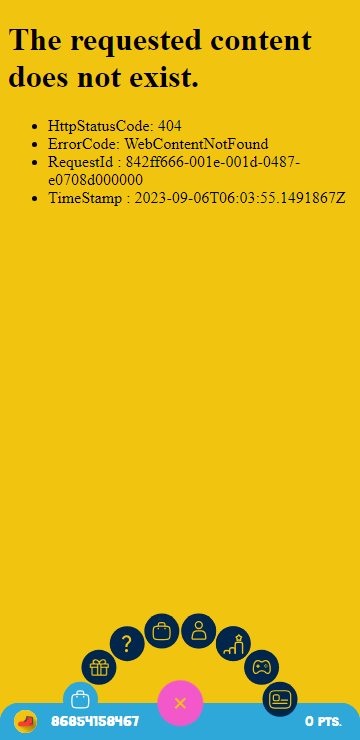 The requested content
does not exist.
HttpStatusCode: 404
ErrorCode: WebContentNotFound
RequestId : 842ff666-001e-001d-0487-
e0708d000000
TimeStamp : 2023-09-06T06:03:55.1491867Z
?
86854158467
0 PTS.